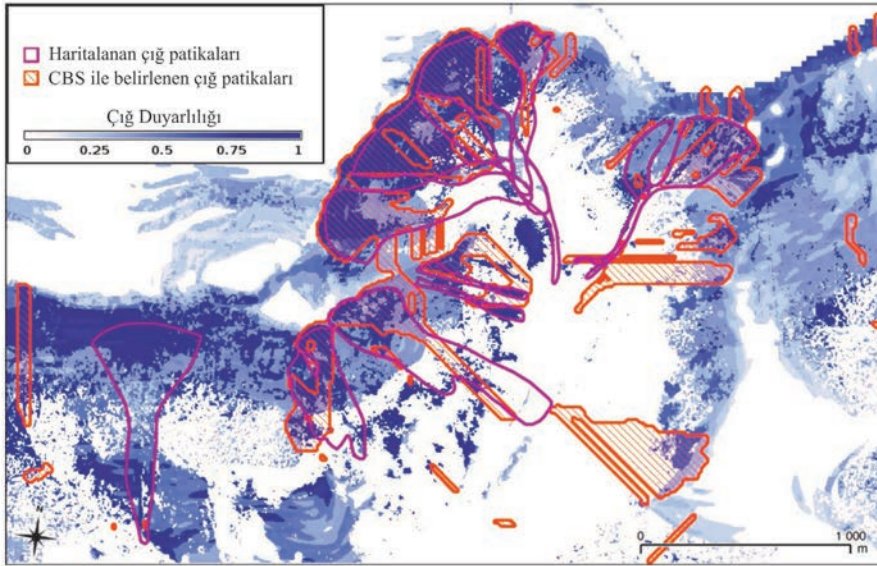 Haritalanan çığ patikaları
CBS ile belirlenen çığ patikaları
Çığ Duyarlılığı
0 0.25 0.5 0.75 1
0 1 000
m